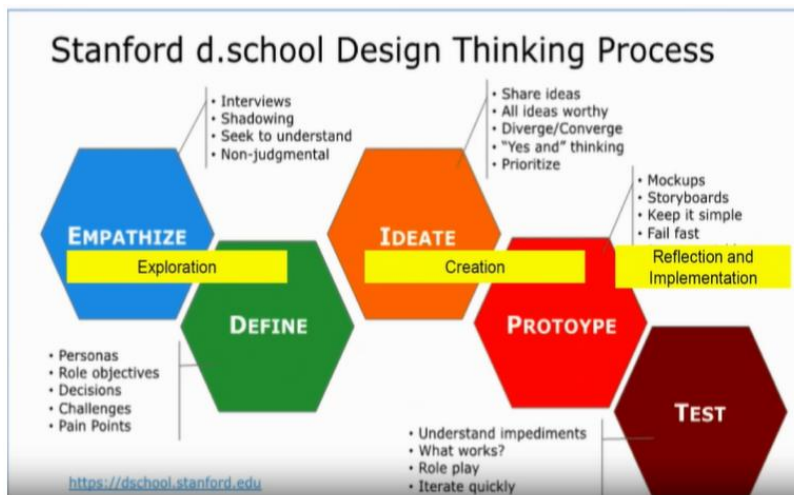 Stanford d.school Design Thinking Process
• Interviews
• Shadowing
• Seek to understand
• Non-judgmental
• Share ideas
• All ideas worthy
• Diverge/Converge
• "Yes and" thinking
• Prioritize
• Mockups
• Storyboards
• Keep it simple
• Fail fast
EMPATHIZE
Exploration
IDEATE
Creation
Reflection and
Implementation
DEFINE
PROTOYPE
• Personas
• Role objectives
• Decisions
• Challenges
• Pain Points
TEST
• Understand impediments
• What works?
• Role play
• Iterate quickly
https://dschool.stanford.edu